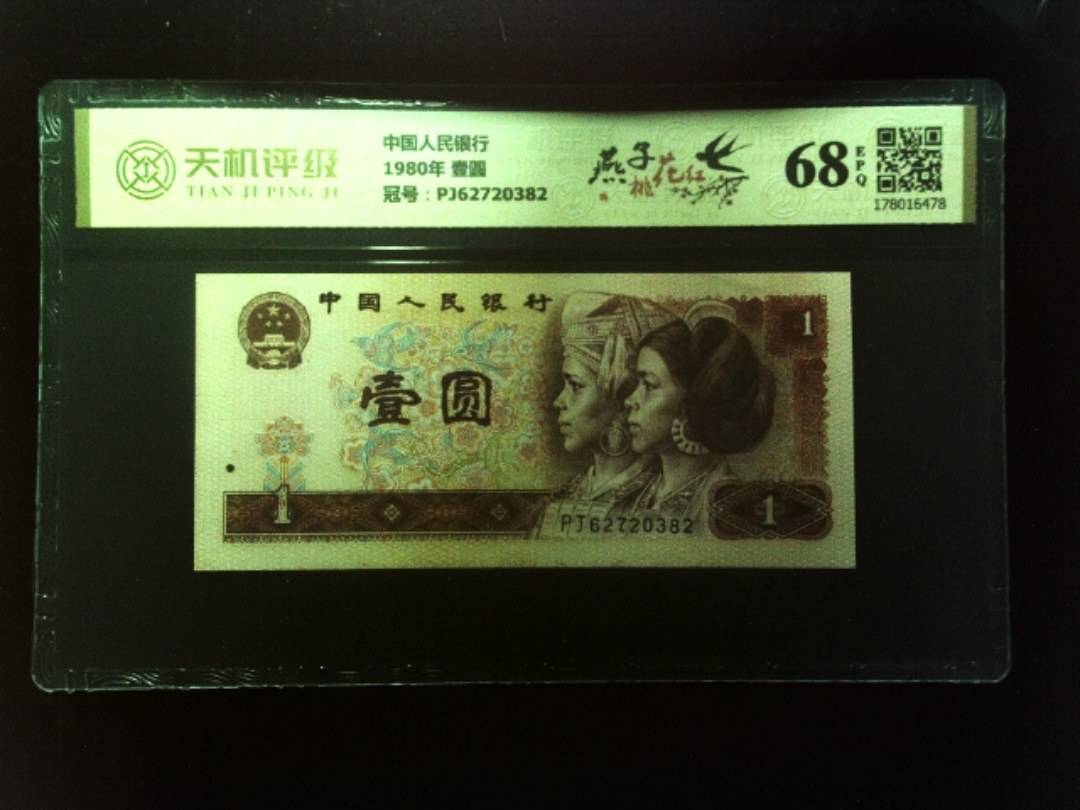 天机评级
TIAN JI PING JI
中国人民银行
1980年 壹圆
冠号：PJ62720382
燕子
桃花红
68
EPQ
178016478
中国人民银行
壹圆
1
1
PJ62720382
1